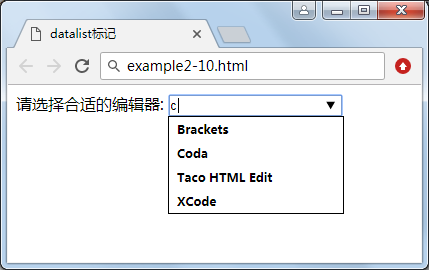 datalist标记
example2-10.html
请选择合适的编辑器: c
Brackets
Coda
Taco HTML Edit
XCode